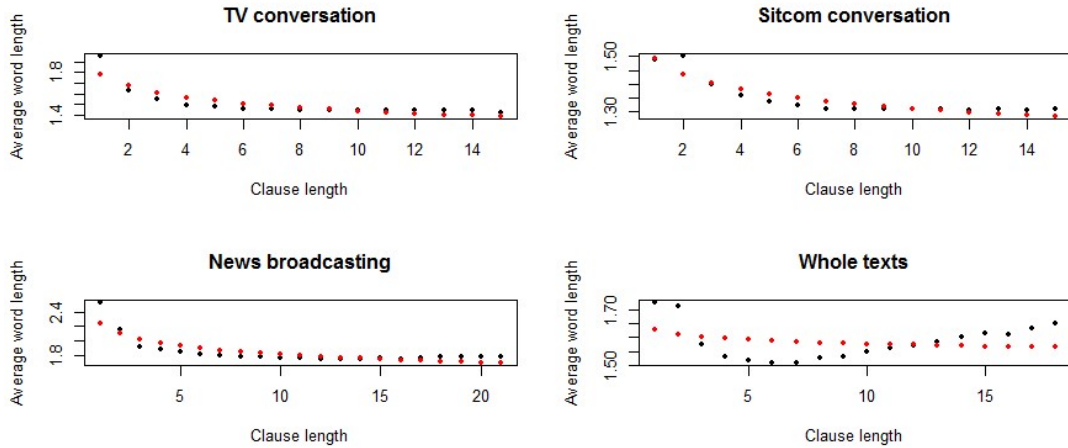 TV conversation
Average word length
1.8
1.4
2 4 6 8 10 12 14
Clause length
Sitcom conversation
Average word length
1.50
1.30
2 4 6 8 10 12 14
Clause length
News broadcasting
Average word length
2.4
1.8
5 10 15 20
Clause length
Whole texts
Average word length
1.70
1.50
5 10 15
Clause length